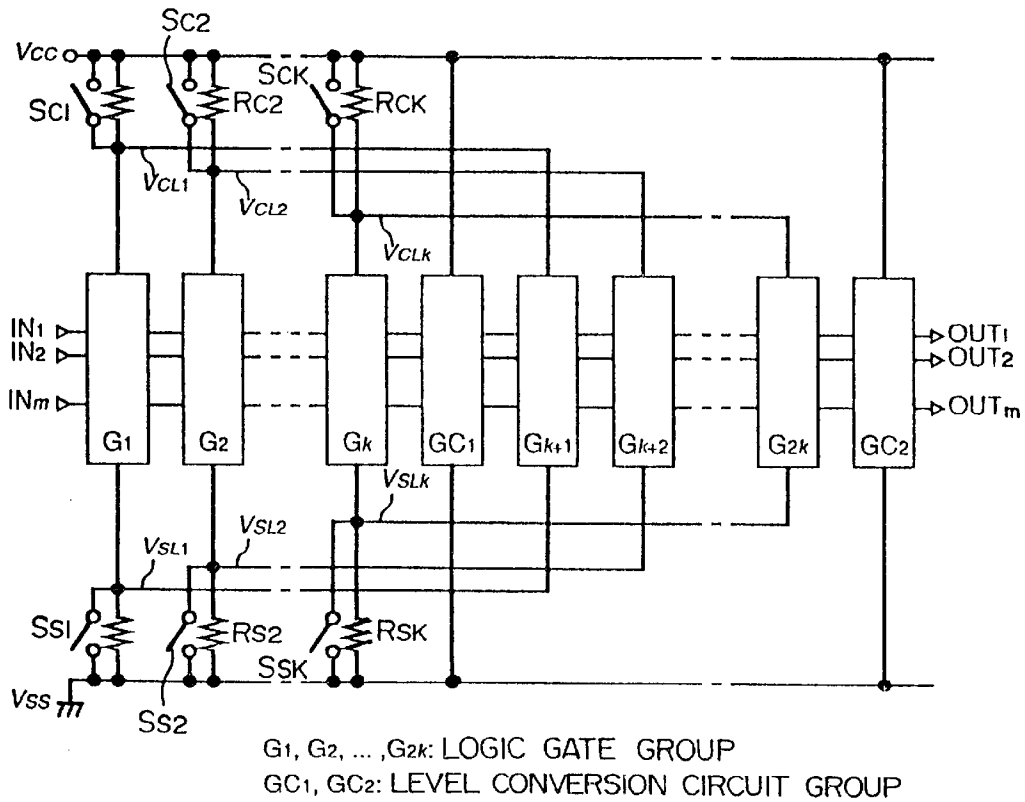 SC2
VCC
SCK
SC1
RC2
RCK
VCL1
VCL2
VCLk
IN1
IN2
INm
OUT1
OUT2
OUTm
G1 G2 Gk GC1 Gk+1 Gk+2 G2k GC2
VSLk
VSL2
VSL1
SS1
RS2
RSK
SSK
VSS
SS2
G1, G2, ... ,G2k: LOGIC GATE GROUP
GC1, GC2: LEVEL CONVERSION CIRCUIT GROUP